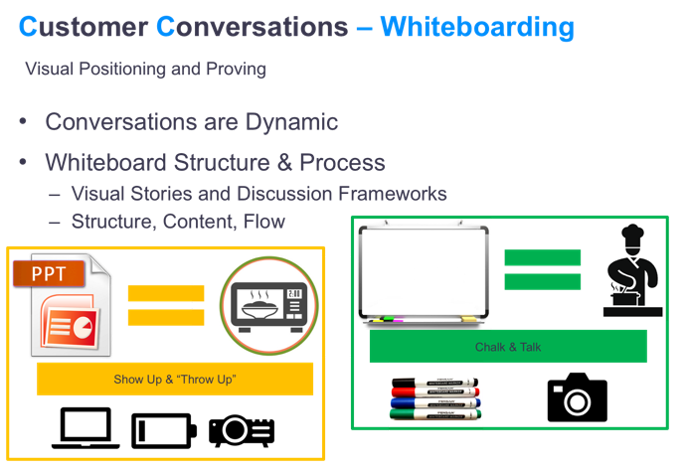 Customer Conversations – Whiteboarding
Visual Positioning and Proving
• Conversations are Dynamic
• Whiteboard Structure & Process
– Visual Stories and Discussion Frameworks
– Structure, Content, Flow
PPT
Show Up & “Throw Up”
Chalk & Talk